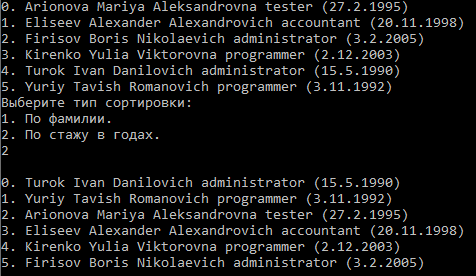 0. Arionova Mariya Aleksandrovna tester (27.2.1995)
1. Eliseev Alexander Alexandrovich accountant (20.11.1998)
2. Firisov Boris Nikolaevich administrator (3.2.2005)
3. Kirenko Yulia Viktorovna programmer (2.12.2003)
4. Turok Ivan Danilovich administrator (15.5.1990)
5. Yuriy Tavish Romanovich programmer (3.11.1992)
Выберите тип сортировки:
1. По фамилии.
2. По стажу в годах.
2
0. Turok Ivan Danilovich administrator (15.5.1990)
1. Yuriy Tavish Romanovich programmer (3.11.1992)
2. Arionova Mariya Aleksandrovna tester (27.2.1995)
3. Eliseev Alexander Alexandrovich accountant (20.11.1998)
4. Kirenko Yulia Viktorovna programmer (2.12.2003)
5. Firisov Boris Nikolaevich administrator (3.2.2005)